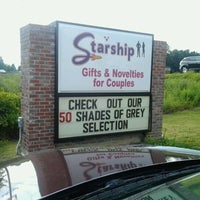 Starship
Gifts & Novelties
for Couples
CHECK OUT OUR
50 SHADES OF GREY
SELECTION